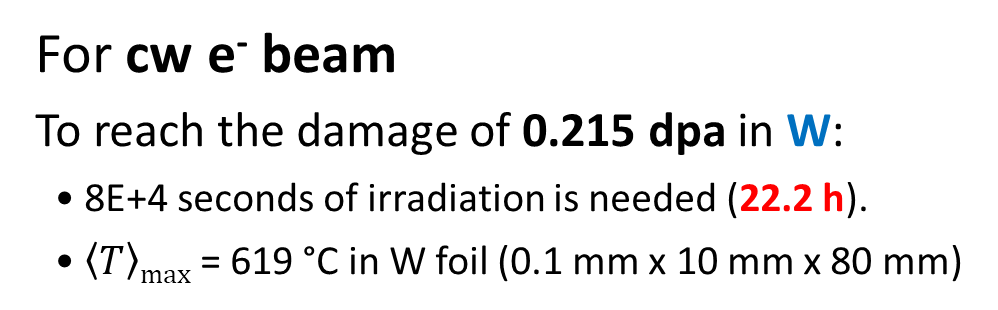 For cw e⁻ beam
To reach the damage of 0.215 dpa in W:
• 8E+4 seconds of irradiation is needed (22.2 h).
• ⟨T⟩max = 619 °C in W foil (0.1 mm x 10 mm x 80 mm)